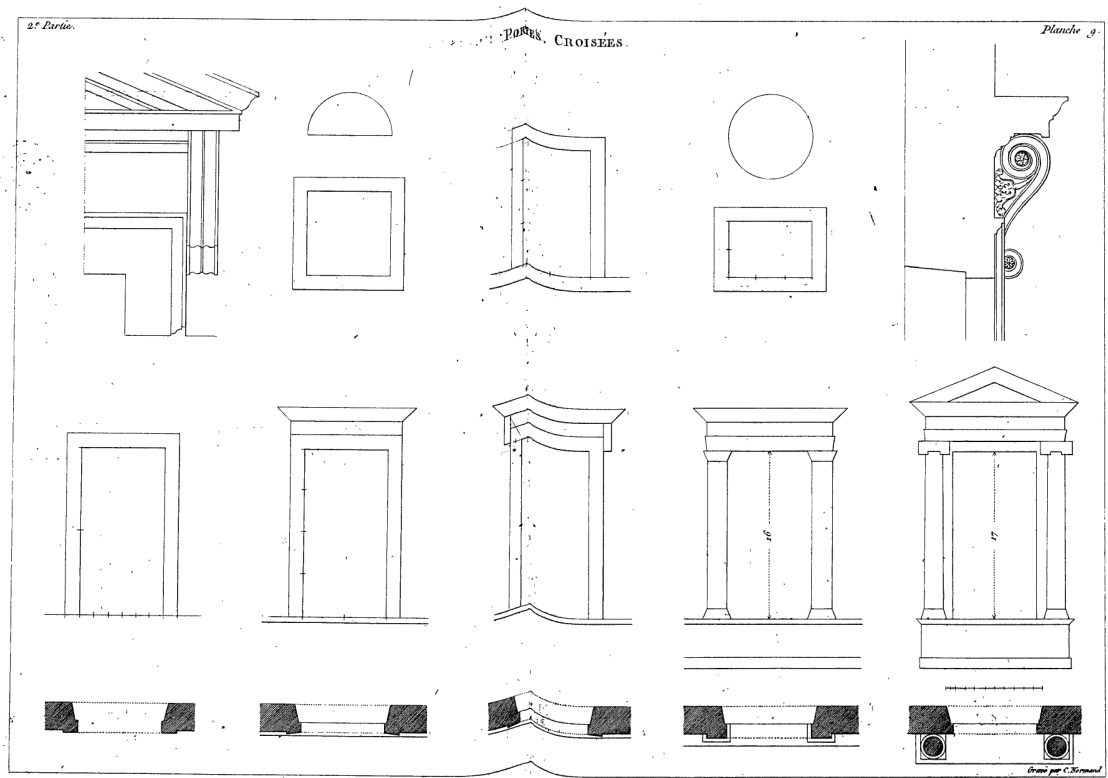 2.e Partie.
PORTES. CROISÉES.
Planche 9.
16
17
Gravé par C. Normand